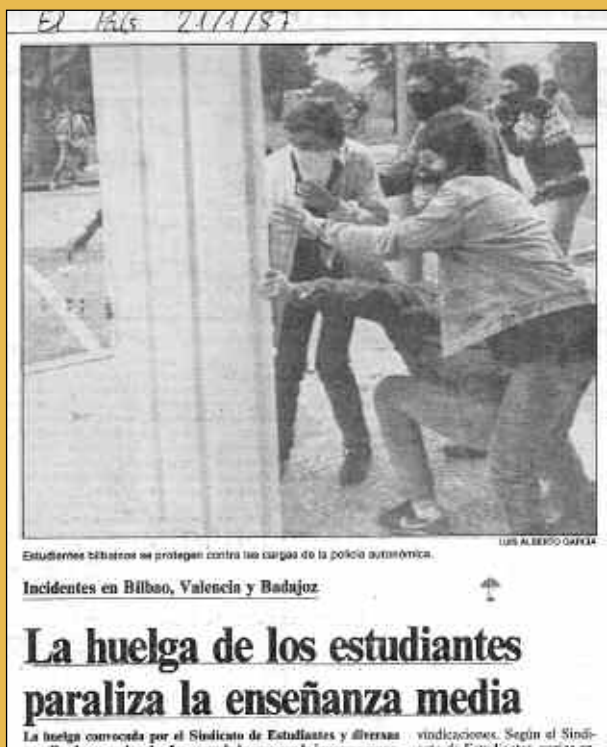 El País 21/1/87
LUIS ALBERTO GARCIA
Estudiantes bilbaínos se protegen contra las cargas de la policía autonómica.
Incidentes en Bilbao, Valencia y Badajoz
La huelga de los estudiantes
paraliza la enseñanza media
La huelga convocada por el Sindicato de Estudiantes y diversas
vindicaciones. Según el Sindi-